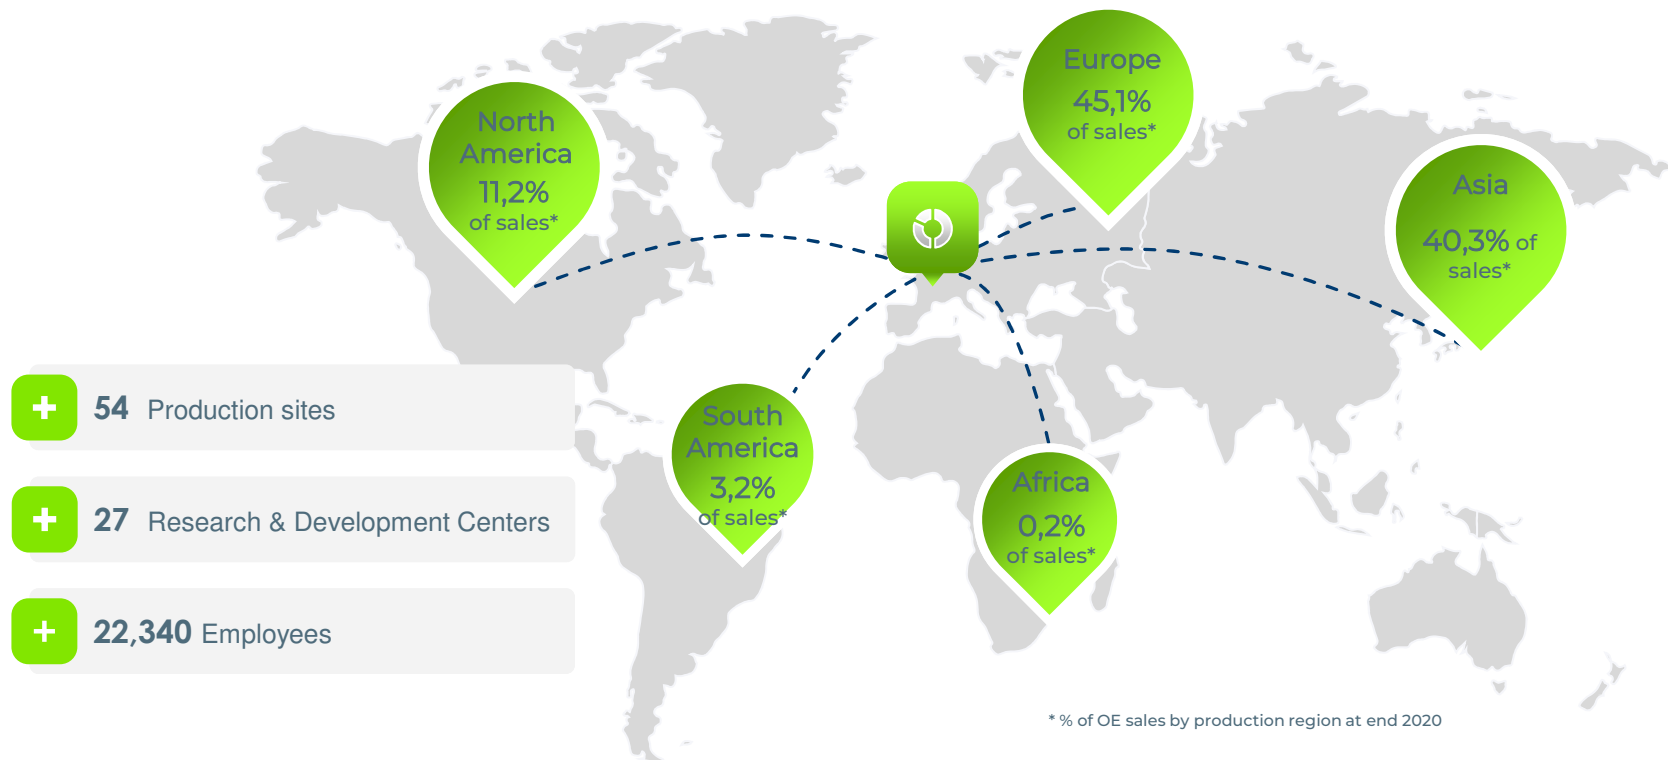 North
America
11,2%
of sales*
Europe
45,1%
of sales*
Asia
40,3% of
sales*
South
America
3,2%
of sales*
Africa
0,2%
of sales*
54 Production sites
27 Research & Development Centers
22,340 Employees
* % of OE sales by production region at end 2020